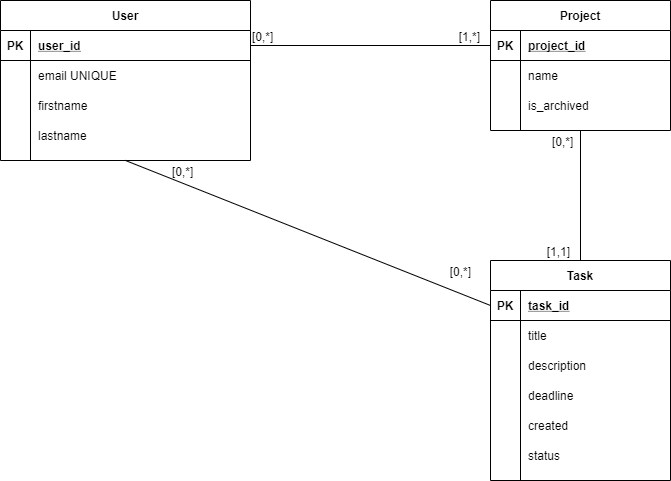 User
PK user_id
email UNIQUE
firstname
lastname
[0,*]
[1,*]
Project
PK project_id
name
is_archived
[0,*]
[0,*]
[1,1]
[0,*]
Task
PK task_id
title
description
deadline
created
status